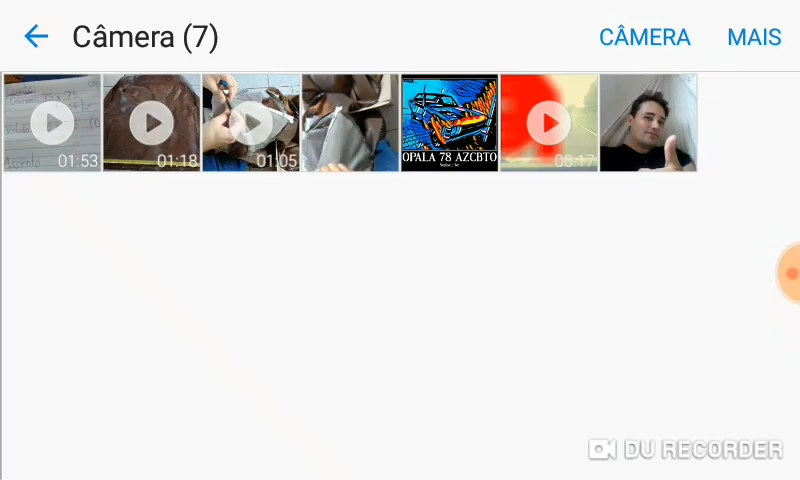 Câmera (7)
CÂMERA
MAIS
01:53
01:18
01:05
OPALA 78 AZCBTO
00:17
DU RECORDER